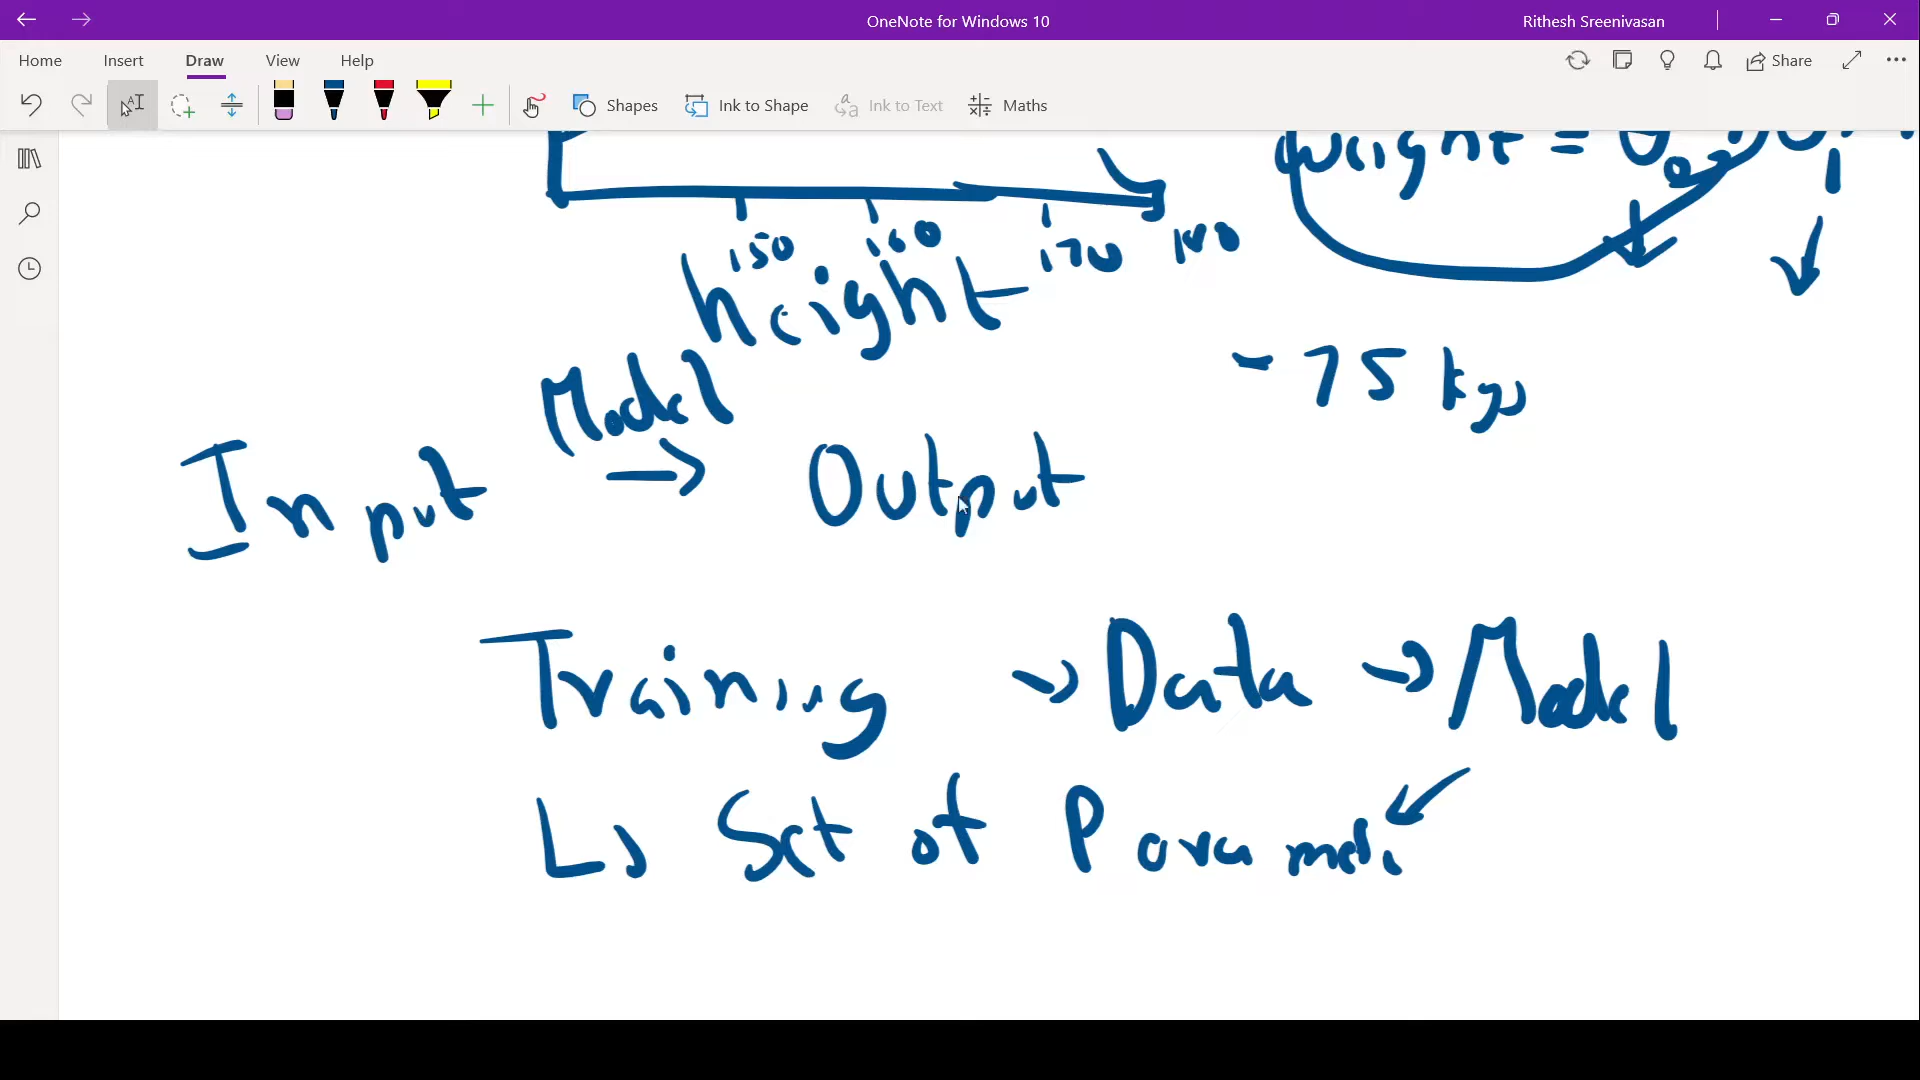 OneNote for Windows 10
Rithesh Sreenivasan
Home Insert Draw View Help
Share
Shapes Ink to Shape Ink to Text Maths
weight =
150 160 170 180
height
- 75 kgs
Model
Input → Output
Training → Data → Model
Set of